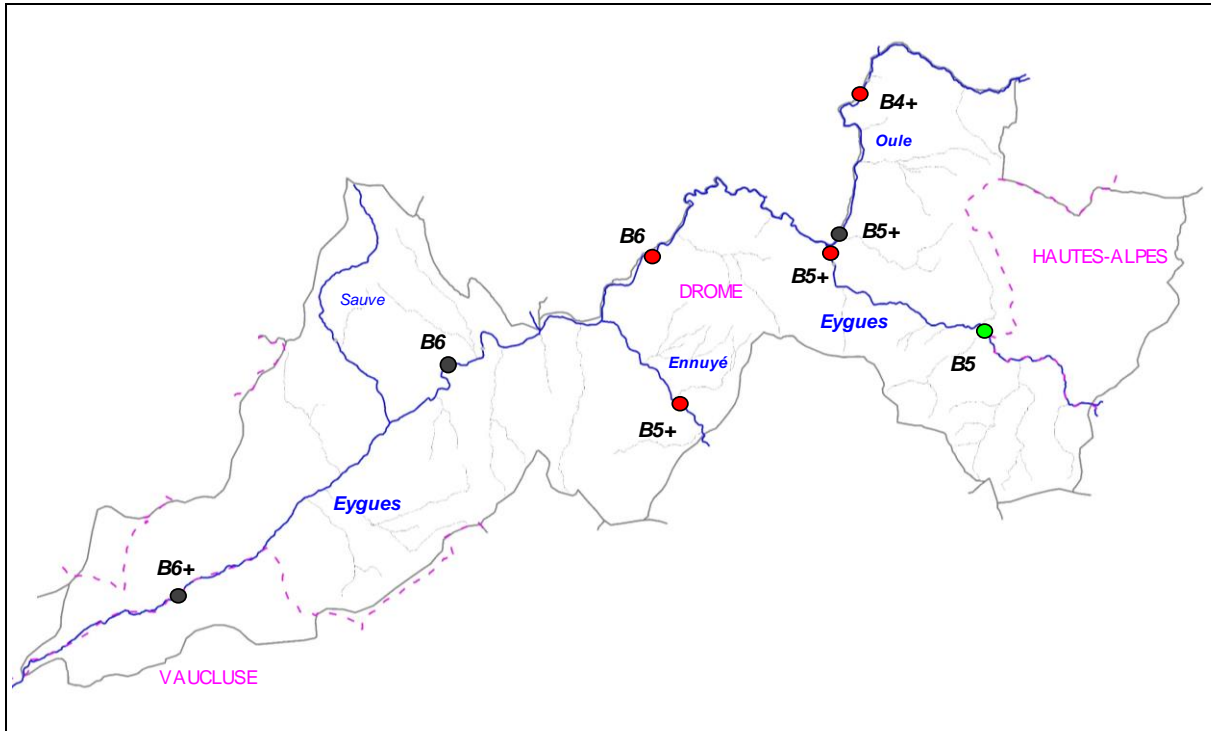 B4+
Oule
B5+
B6
B5+
HAUTES-ALPES
DROME
Sauve
Eygues
B6
Ennuyé
B5
B5+
Eygues
B6+
VAUCLUSE